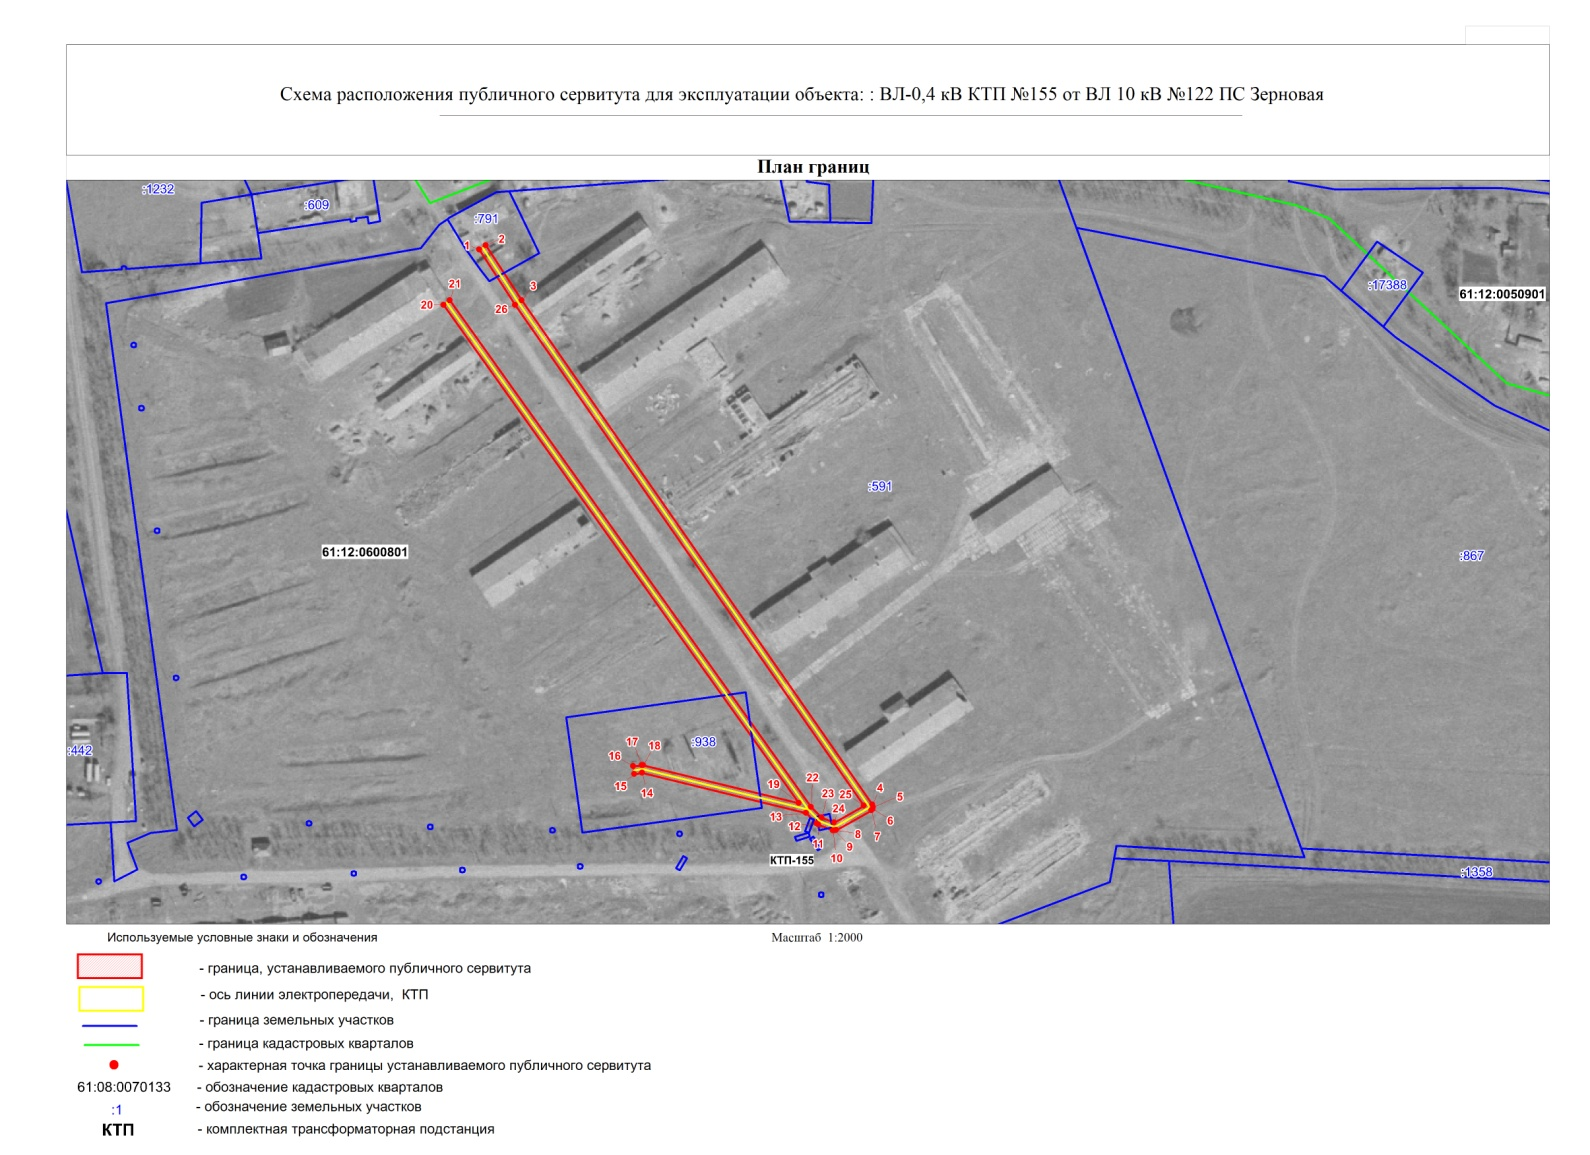 Схема расположения публичного сервитута для эксплуатации объекта: : ВЛ-0,4 кВ КТП №155 от ВЛ 10 кВ №122 ПС Зерновая
План границ
:1232
:609
:791
1
2
21
20
3
26
:17388
61:12:0050901
:591
61:12:0600801
:867
:442
:938
17
18
16
15
14
19
22
23
25
4
5
13
12
24
6
11
8
7
9
10
КТП-155
:1358
Используемые условные знаки и обозначения
Масштаб 1:2000
- граница, устанавливаемого публичного сервитута
- ось линии электропередачи, КТП
- граница земельных участков
- граница кадастровых кварталов
- характерная точка границы устанавливаемого публичного сервитута
61:08:0070133 - обозначение кадастровых кварталов
:1 - обозначение земельных участков
КТП - комплектная трансформаторная подстанция